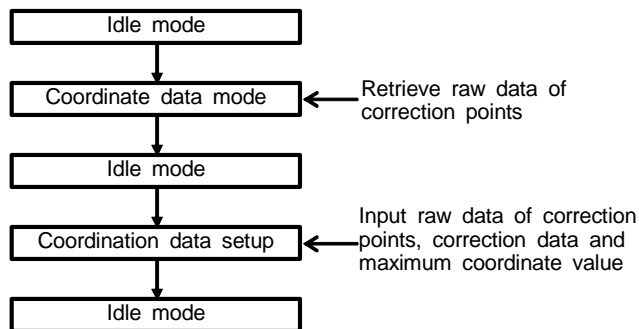 Idle mode
Coordinate data mode
Retrieve raw data of
correction points
Idle mode
Coordination data setup
Input raw data of correction
points, correction data and
maximum coordinate value
Idle mode